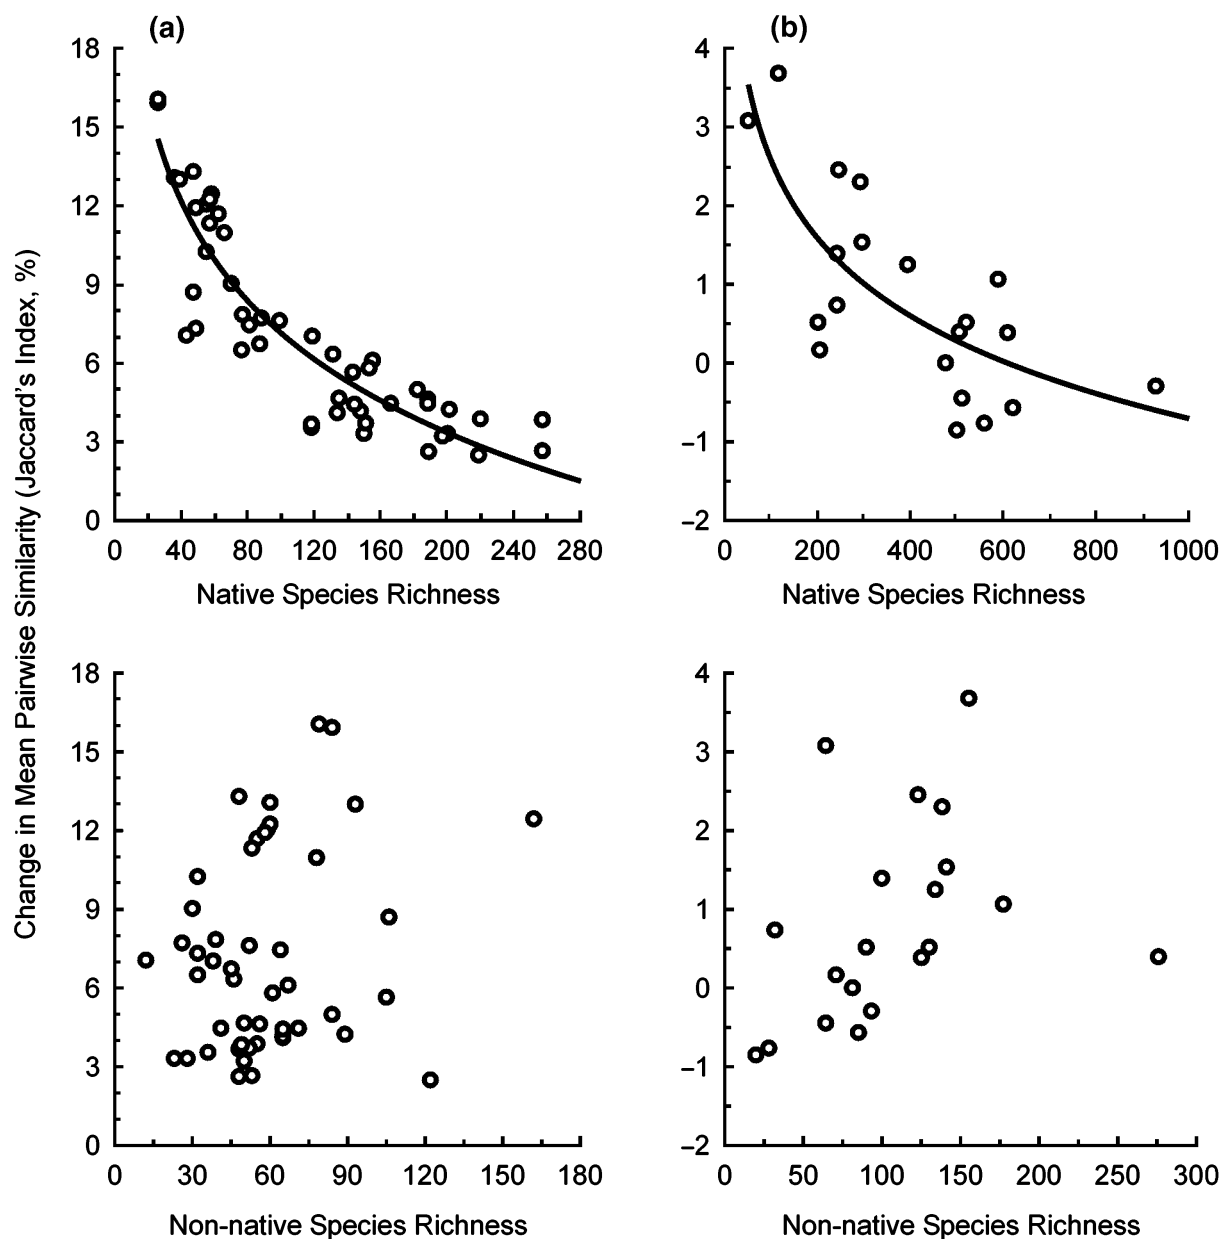 (a)
(b)
18
15
12
9
6
3
0
0 40 80 120 160 200 240 280
Native Species Richness
4
3
2
1
0
–1
–2
0 200 400 600 800 1000
Native Species Richness
Change in Mean Pairwise Similarity (Jaccard's Index, %)
18
15
12
9
6
3
0
0 30 60 90 120 150 180
Non-native Species Richness
4
3
2
1
0
–1
–2
0 50 100 150 200 250 300
Non-native Species Richness